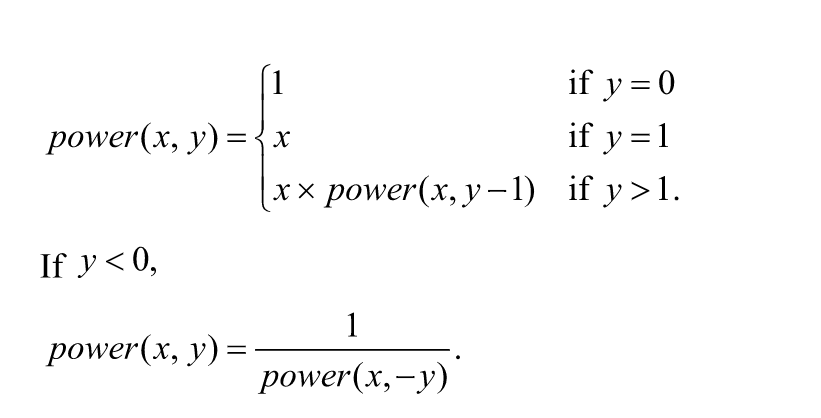 1 if y = 0
power(x, y) = { x if y = 1
x × power(x, y − 1) if y > 1.
If y < 0,
1
power(x, y) =
power(x, −y) .